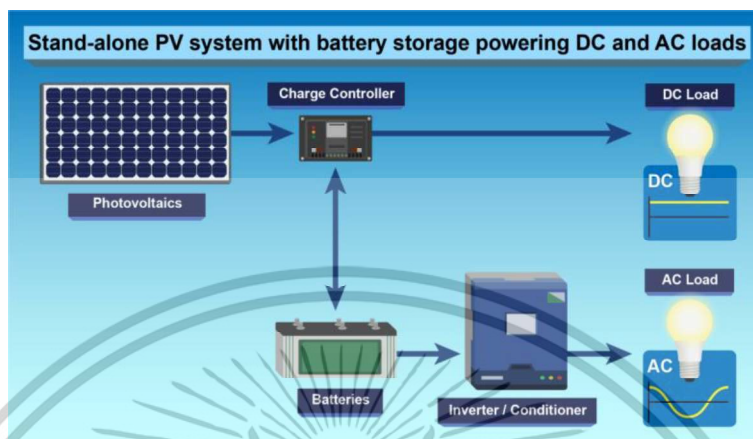 Stand-alone PV system with battery storage powering DC and AC loads
Charge Controller
DC Load
Photovoltaics
DC
AC Load
Batteries
Inverter / Conditioner
AC